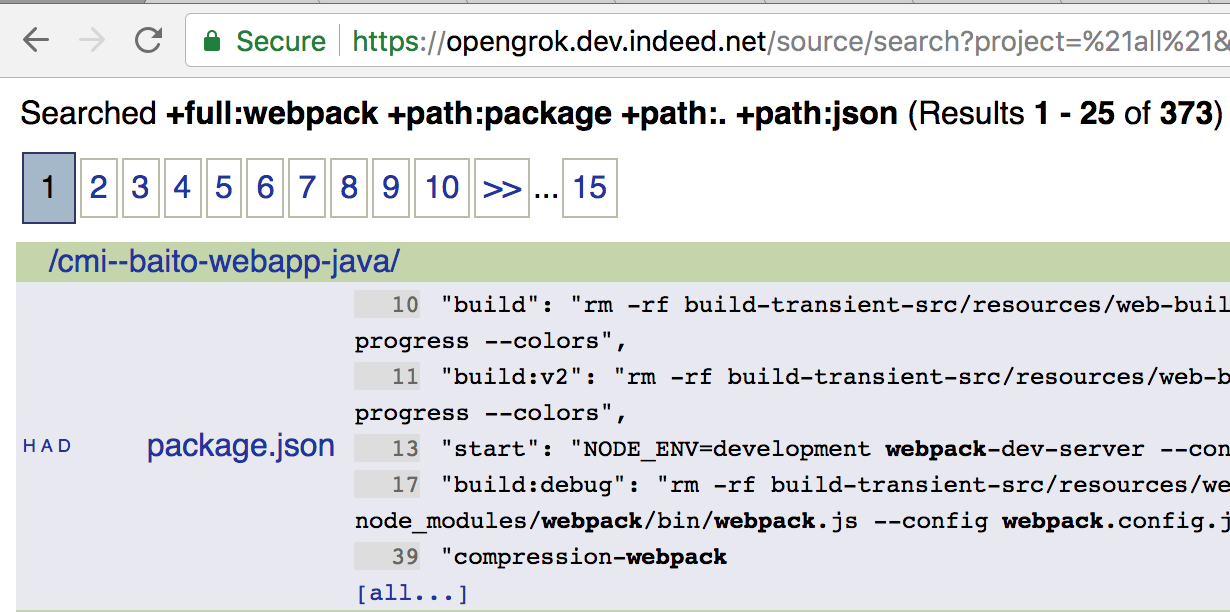 Secure https://opengrok.dev.indeed.net/source/search?project=%21all%21&
Searched +full:webpack +path:package +path:. +path:json (Results 1 - 25 of 373)
1 2 3 4 5 6 7 8 9 10 >> ... 15
/cmi--baito-webapp-java/
10 "build": "rm -rf build-transient-src/resources/web-buil
progress --colors",
11 "build:v2": "rm -rf build-transient-src/resources/web-b
progress --colors",
H A D package.json
13 "start": "NODE_ENV=development webpack-dev-server --con
17 "build:debug": "rm -rf build-transient-src/resources/we
node_modules/webpack/bin/webpack.js --config webpack.config.j
39 "compression-webpack
[all...]